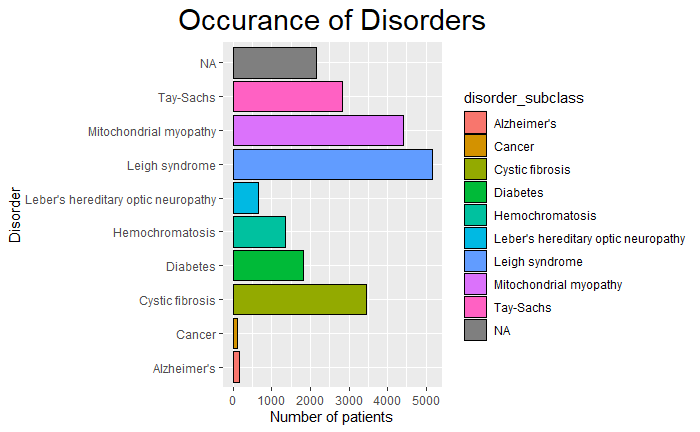 Occurance of Disorders
Disorder
NA
Tay-Sachs
Mitochondrial myopathy
Leigh syndrome
Leber's hereditary optic neuropathy
Hemochromatosis
Diabetes
Cystic fibrosis
Cancer
Alzheimer's
0 1000 2000 3000 4000 5000
Number of patients
disorder_subclass
Alzheimer's
Cancer
Cystic fibrosis
Diabetes
Hemochromatosis
Leber's hereditary optic neuropathy
Leigh syndrome
Mitochondrial myopathy
Tay-Sachs
NA